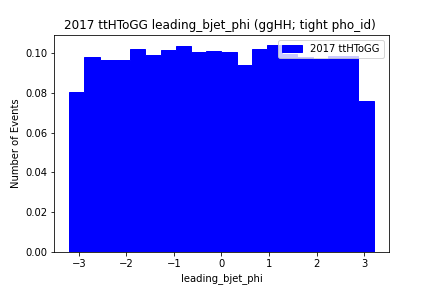 2017 ttHToGG leading_bjet_phi (ggHH; tight pho_id)
2017 ttHToGG
Number of Events
0.10
0.08
0.06
0.04
0.02
0.00
−3 −2 −1 0 1 2 3
leading_bjet_phi